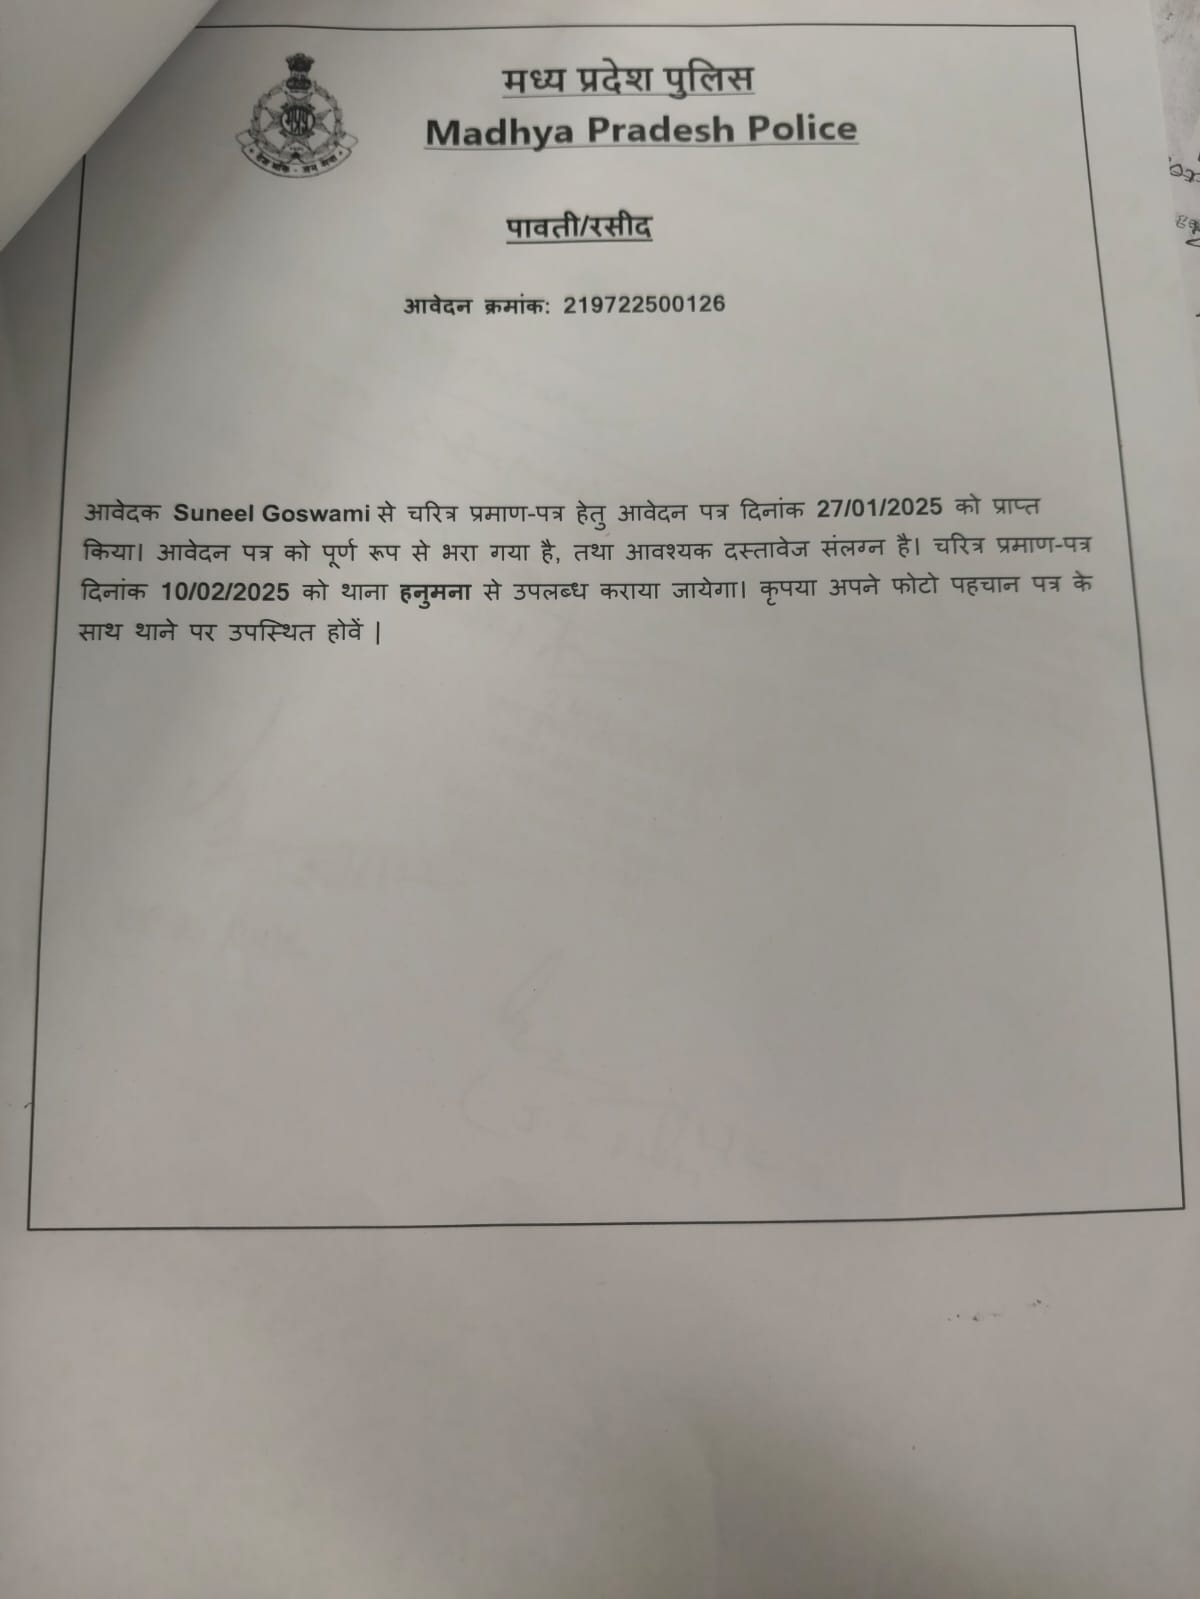 मध्य प्रदेश पुलिस
Madhya Pradesh Police
पावती/रसीद
आवेदन क्रमांक: 219722500126
आवेदक Suneel Goswami से चरित्र प्रमाण-पत्र हेतु आवेदन पत्र दिनांक 27/01/2025 को प्राप्त
किया। आवेदन पत्र को पूर्ण रूप से भरा गया है, तथा आवश्यक दस्तावेज संलग्न है। चरित्र प्रमाण-पत्र
दिनांक 10/02/2025 को थाना हनुमना से उपलब्ध कराया जायेगा। कृपया अपने फोटो पहचान पत्र के
साथ थाने पर उपस्थित होवें |